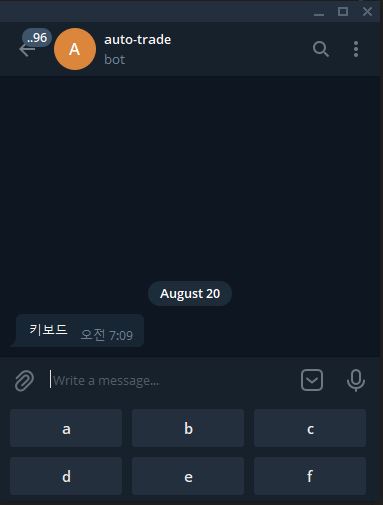 ..96
A
auto-trade
bot
August 20
키보드 오전 7:09
Write a message...
a b c
d e f